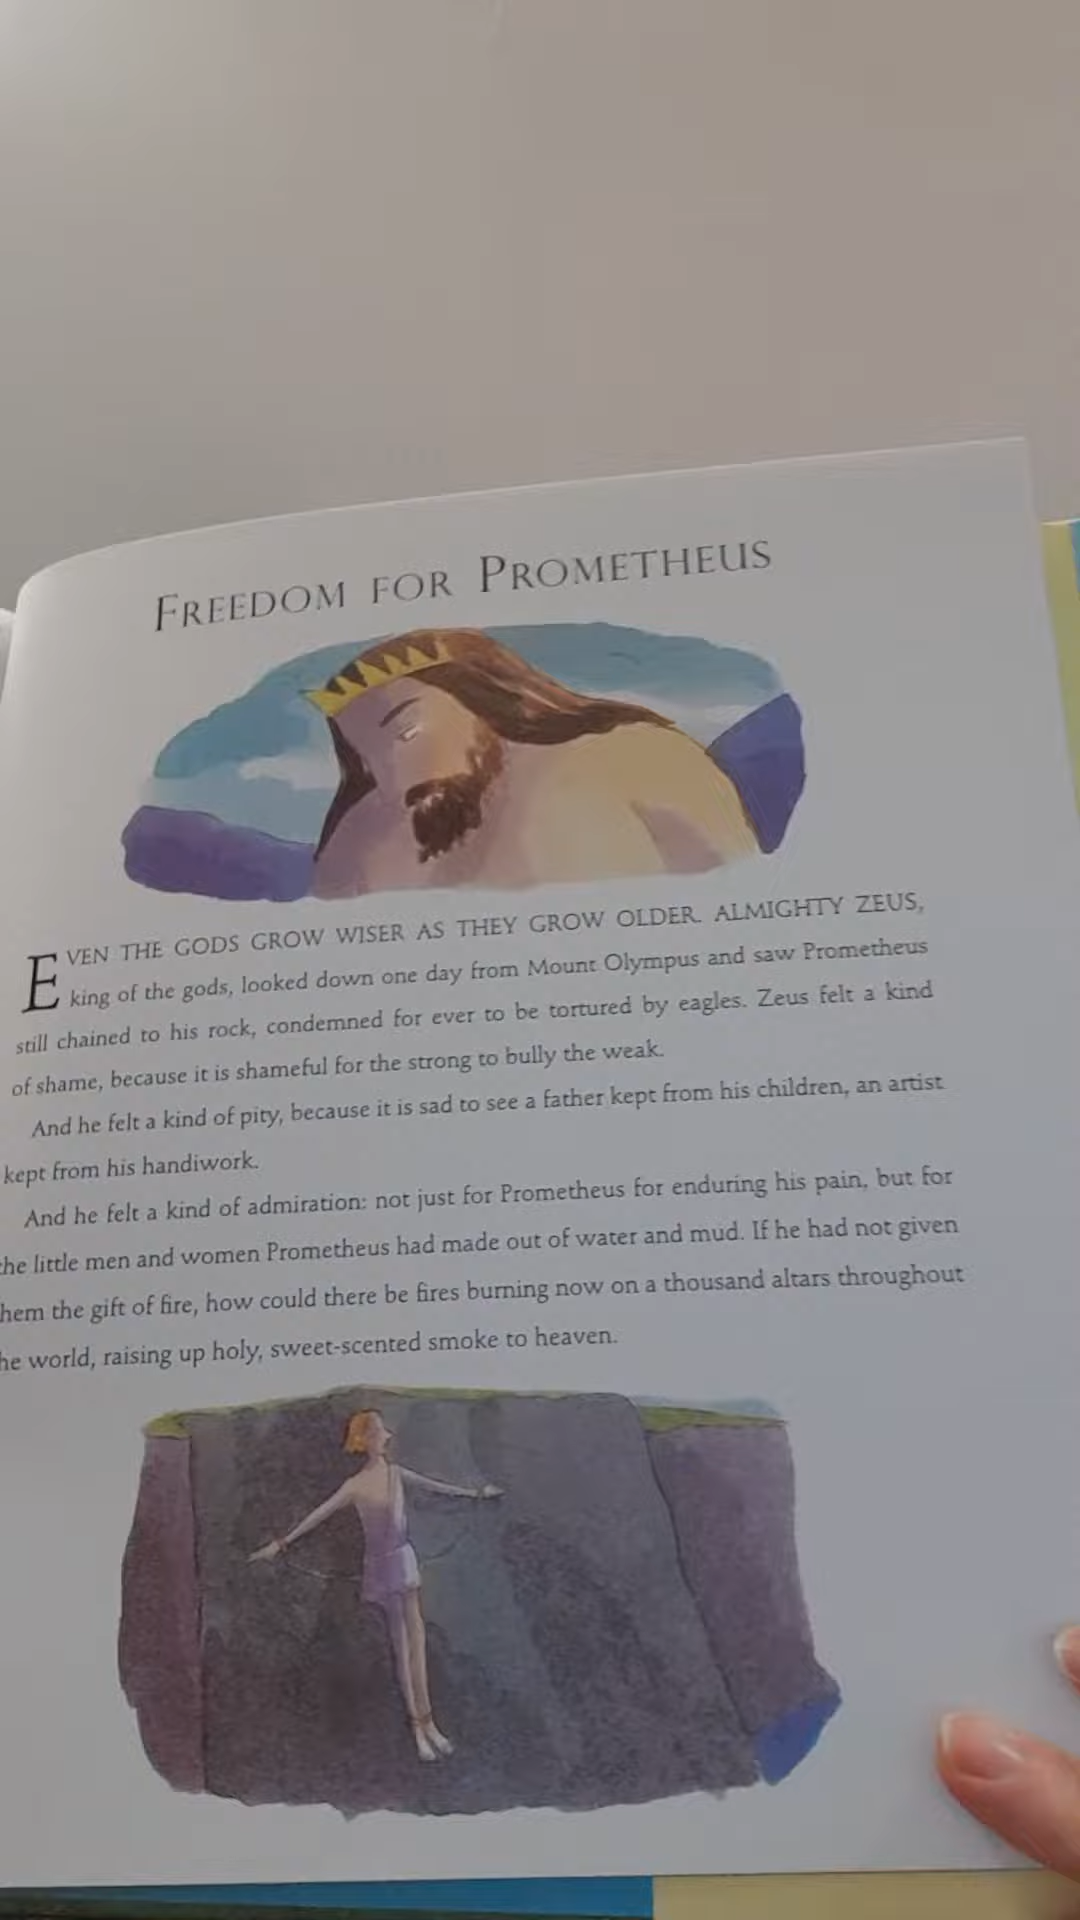 FREEDOM FOR PROMETHEUS
EVEN THE GODS GROW WISER AS THEY GROW OLDER. ALMIGHTY ZEUS,
king of the gods, looked down one day from Mount Olympus and saw Prometheus
still chained to his rock, condemned for ever to be tortured by eagles. Zeus felt a kind
of shame, because it is shameful for the strong to bully the weak.
And he felt a kind of pity, because it is sad to see a father kept from his children, an artist
kept from his handiwork.
And he felt a kind of admiration: not just for Prometheus for enduring his pain, but for
the little men and women Prometheus had made out of water and mud. If he had not given
hem the gift of fire, how could there be fires burning now on a thousand altars throughout
he world, raising up holy, sweet-scented smoke to heaven.